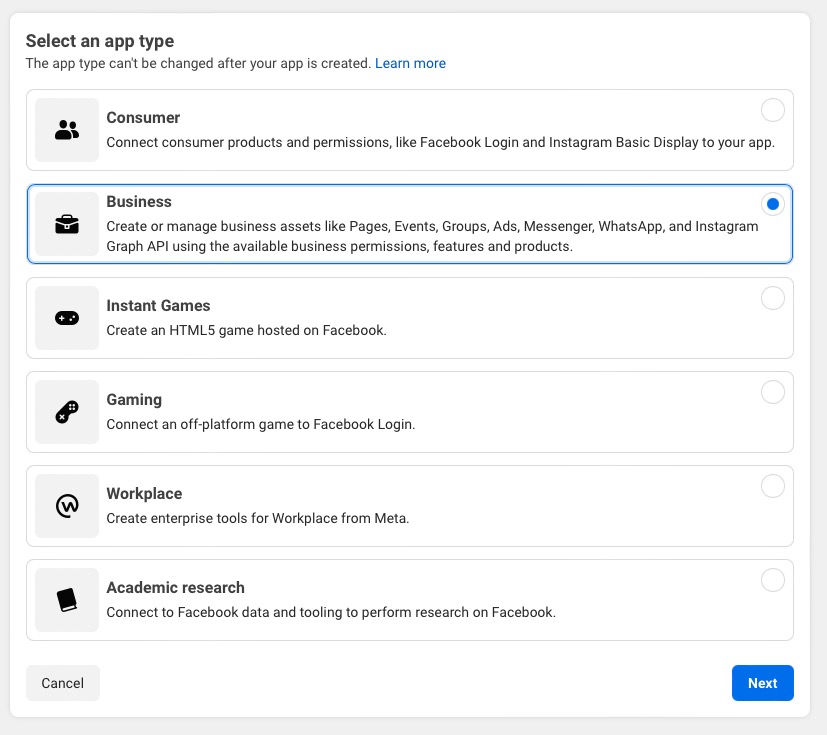 Select an app type
The app type can't be changed after your app is created. Learn more
Consumer
Connect consumer products and permissions, like Facebook Login and Instagram Basic Display to your app.
Business
Create or manage business assets like Pages, Events, Groups, Ads, Messenger, WhatsApp, and Instagram
Graph API using the available business permissions, features and products.
Instant Games
Create an HTML5 game hosted on Facebook.
Gaming
Connect an off-platform game to Facebook Login.
Workplace
Create enterprise tools for Workplace from Meta.
Academic research
Connect to Facebook data and tooling to perform research on Facebook.
Cancel
Next